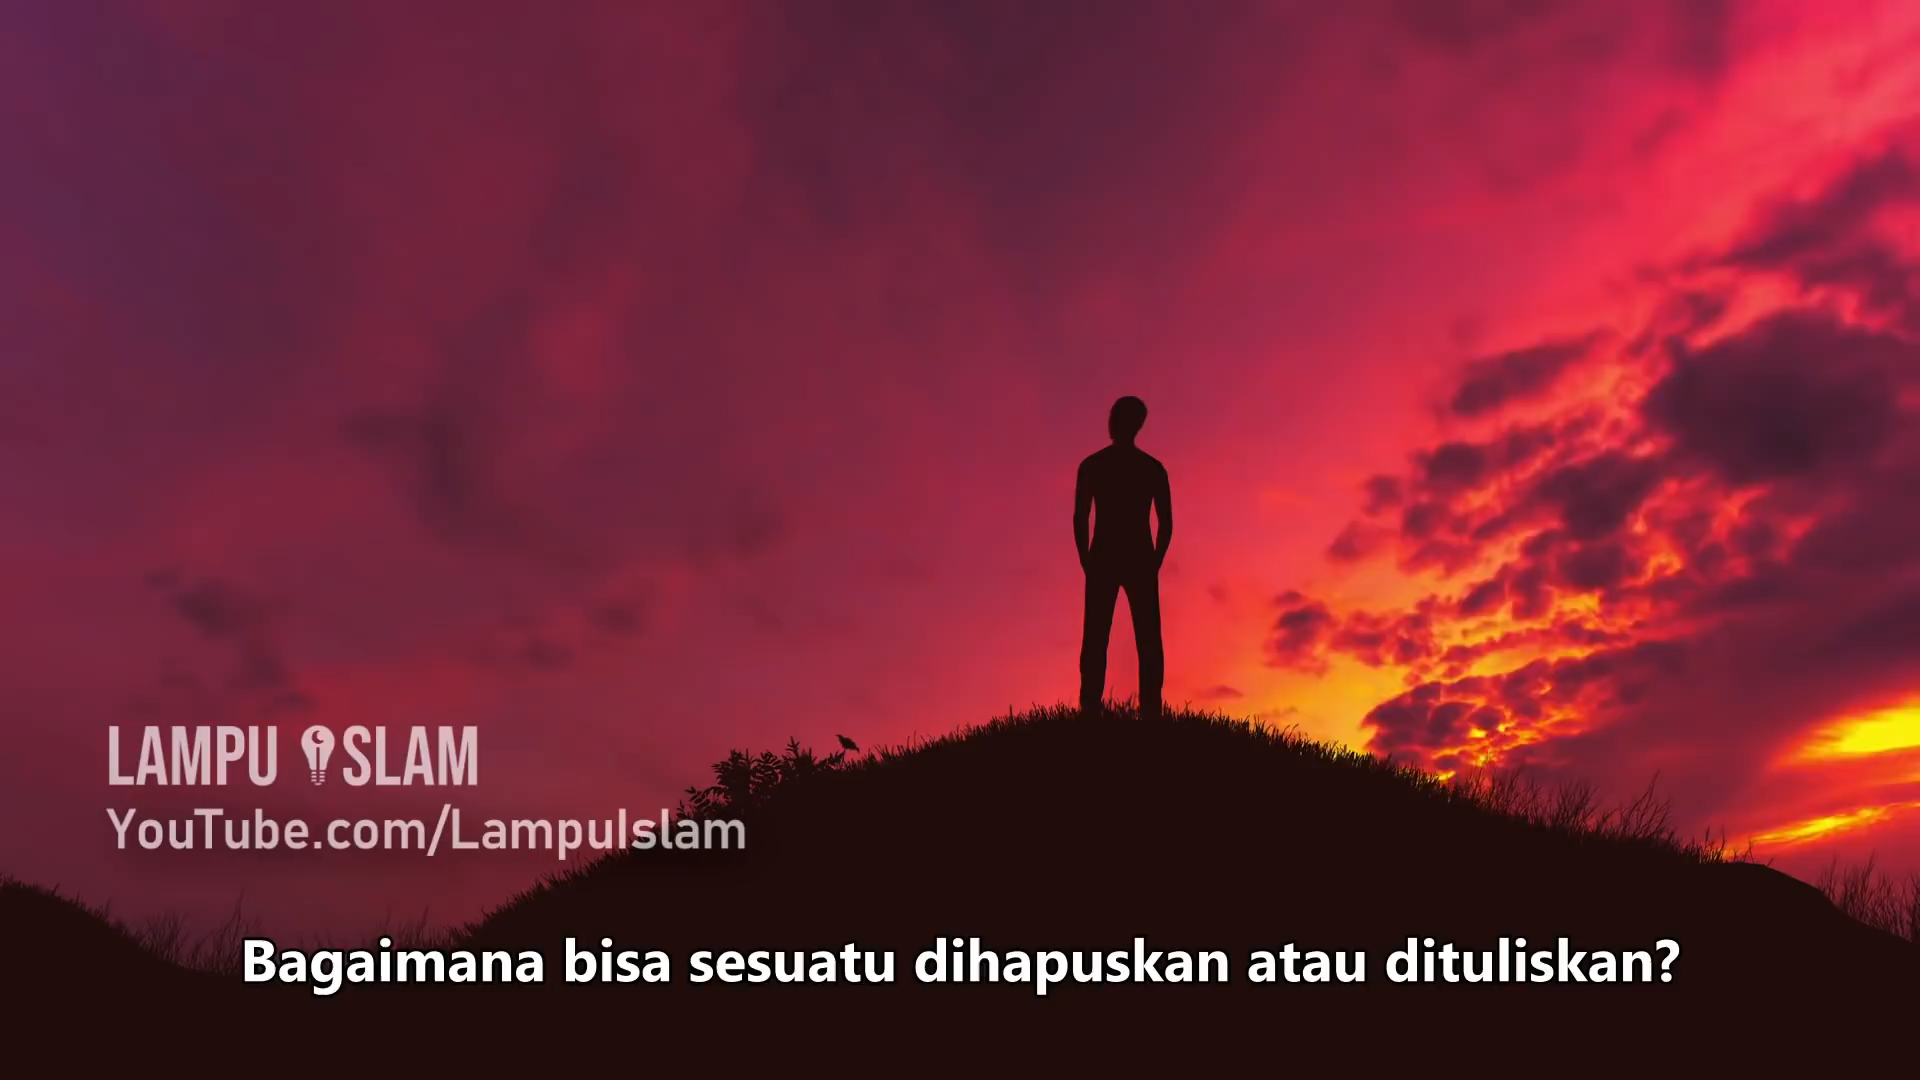 LAMPU ISLAM
YouTube.com/LampuIslam
Bagaimana bisa sesuatu dihapuskan atau dituliskan?